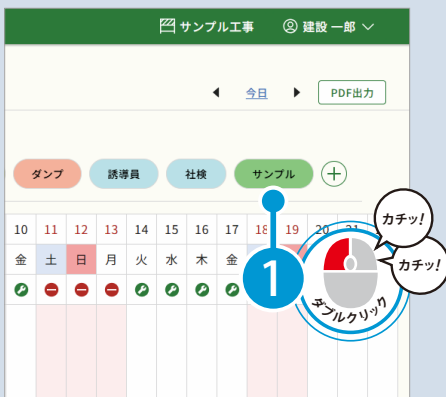 サンプル工事 建設 一郎
今日 PDF出力
ダンプ 誘導員 社検 サンプル
10 11 12 13 14 15 16 17 18 19 20 21
金 土 日 月 火 水 木 金
1
カチッ!
カチッ!
ダブルクリック